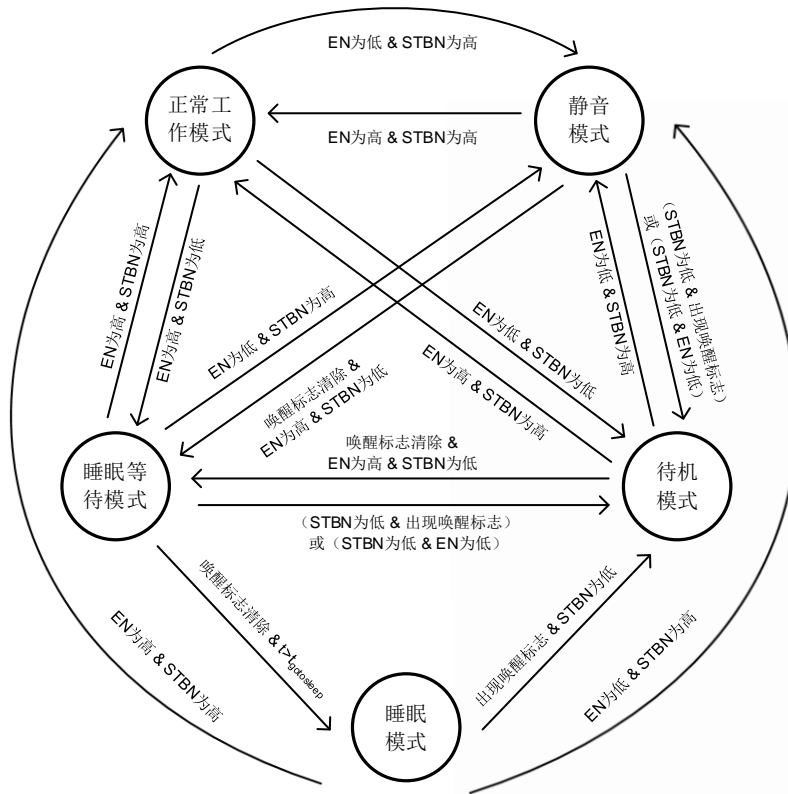 EN为低 & STBN为高
正常工
作模式
静音
模式
EN为高 & STBN为高
EN为高 & STBN为高
EN为高 & STBN为低
EN为低 & STBN为高
唤醒标志清除 &
EN为高 & STBN为低
EN为低 & STBN为低
EN为高 & STBN为高
EN为低 & STBN为高
(STBN为低 & 出现唤醒标志)
或(STBN为低 & EN为低)
唤醒标志清除 &
EN为高 & STBN为低
睡眠等
待模式
待机
模式
(STBN为低 & 出现唤醒标志)
或(STBN为低 & EN为低)
唤醒标志清除 & t>tgotosleep
出现唤醒标志 & STBN为低
EN为高 & STBN为高
EN为低 & STBN为高
睡眠
模式